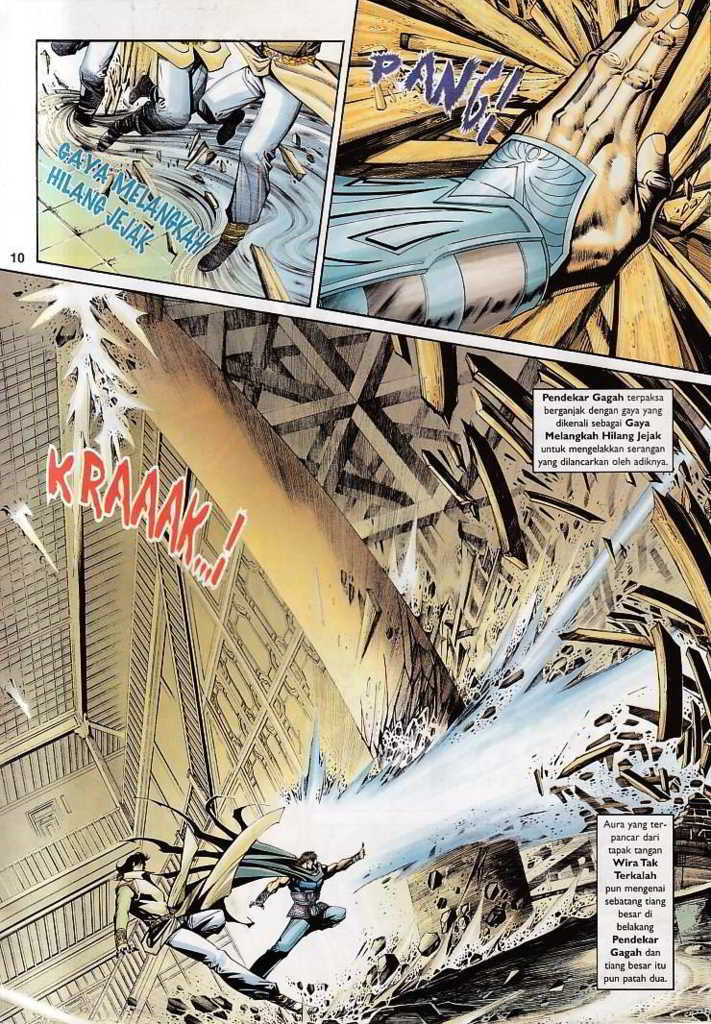 GAYA MELANGKAH
HILANG JEJAK
PANG!
10
Pendekar Gagah terpaksa
berganjak dengan gaya yang
dikenali sebagai Gaya
Melangkah Hilang Jejak
untuk mengelakkan serangan
yang dilancarkan oleh adiknya.
KRAAAK...!
Aura yang ter-
pancar dari
tapak tangan
Wira Tak
Terkalah
pun mengenai
sebatang tiang
besar di
belakang
Pendekar
Gagah dan
tiang besar itu
pun patah dua.